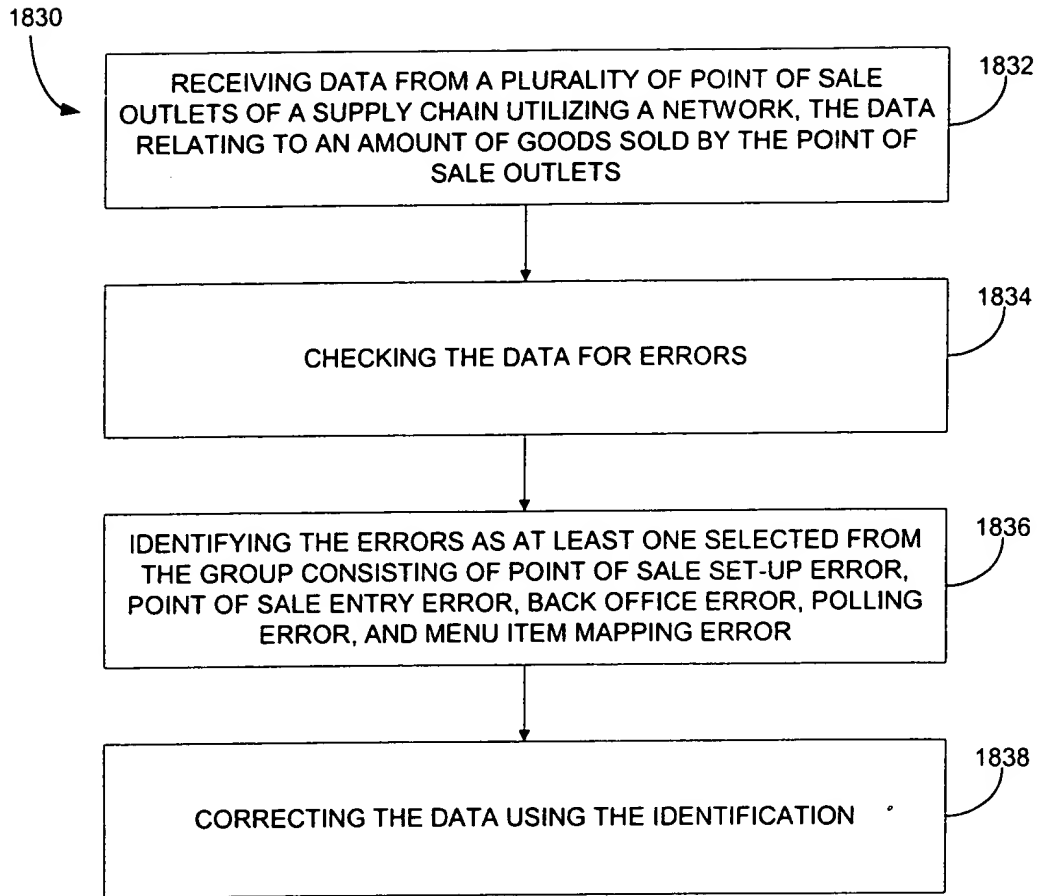 1830
RECEIVING DATA FROM A PLURALITY OF POINT OF SALE
OUTLETS OF A SUPPLY CHAIN UTILIZING A NETWORK, THE DATA
RELATING TO AN AMOUNT OF GOODS SOLD BY THE POINT OF
SALE OUTLETS
1832
CHECKING THE DATA FOR ERRORS
1834
IDENTIFYING THE ERRORS AS AT LEAST ONE SELECTED FROM
THE GROUP CONSISTING OF POINT OF SALE SET-UP ERROR,
POINT OF SALE ENTRY ERROR, BACK OFFICE ERROR, POLLING
ERROR, AND MENU ITEM MAPPING ERROR
1836
CORRECTING THE DATA USING THE IDENTIFICATION
1838